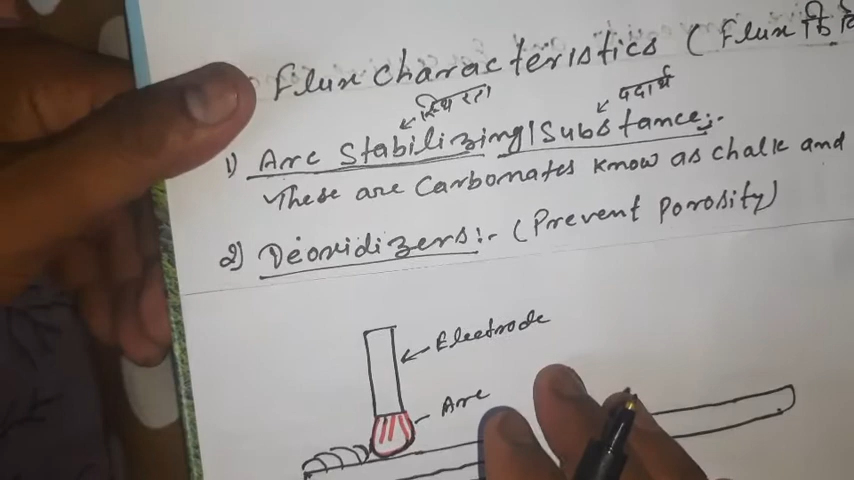 Flux Characteristics ( Flux
स्थिरता पदार्थ
1) Arc Stabilizing | Substance:-
These are Carbonates know as chalk and
2) Deoxidizers:- (Prevent Porosity)
Electrode
Arc